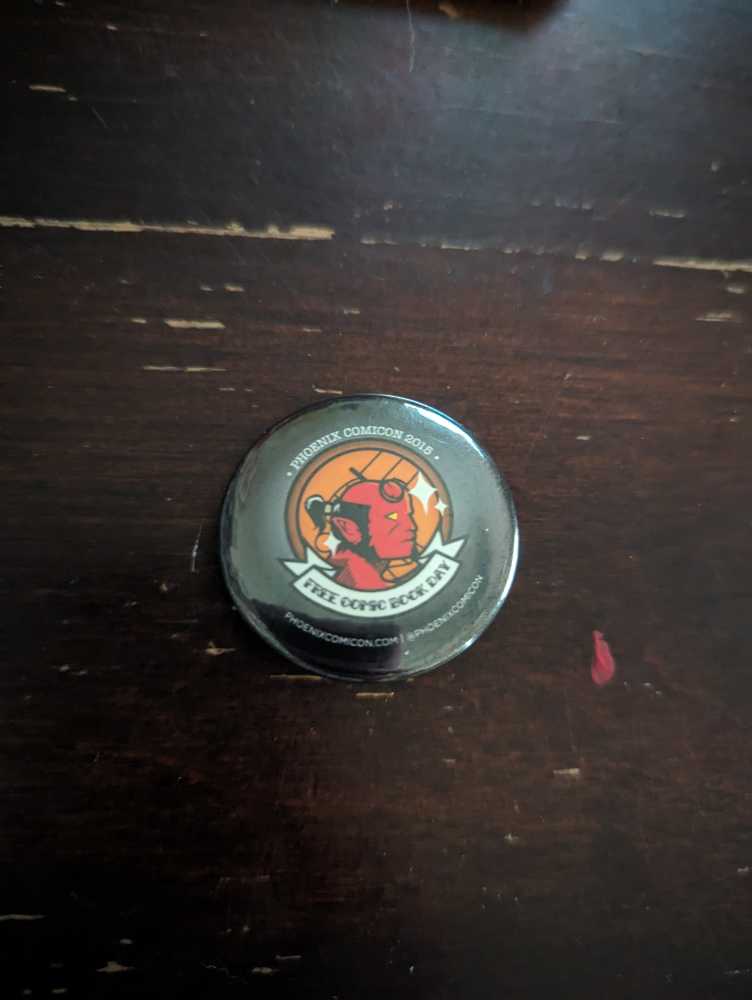 • PHOENIX COMICON 2015 •
FREE COMIC BOOK DAY
PHOENIXCOMICON.COM | @PHOENIXCOMICON